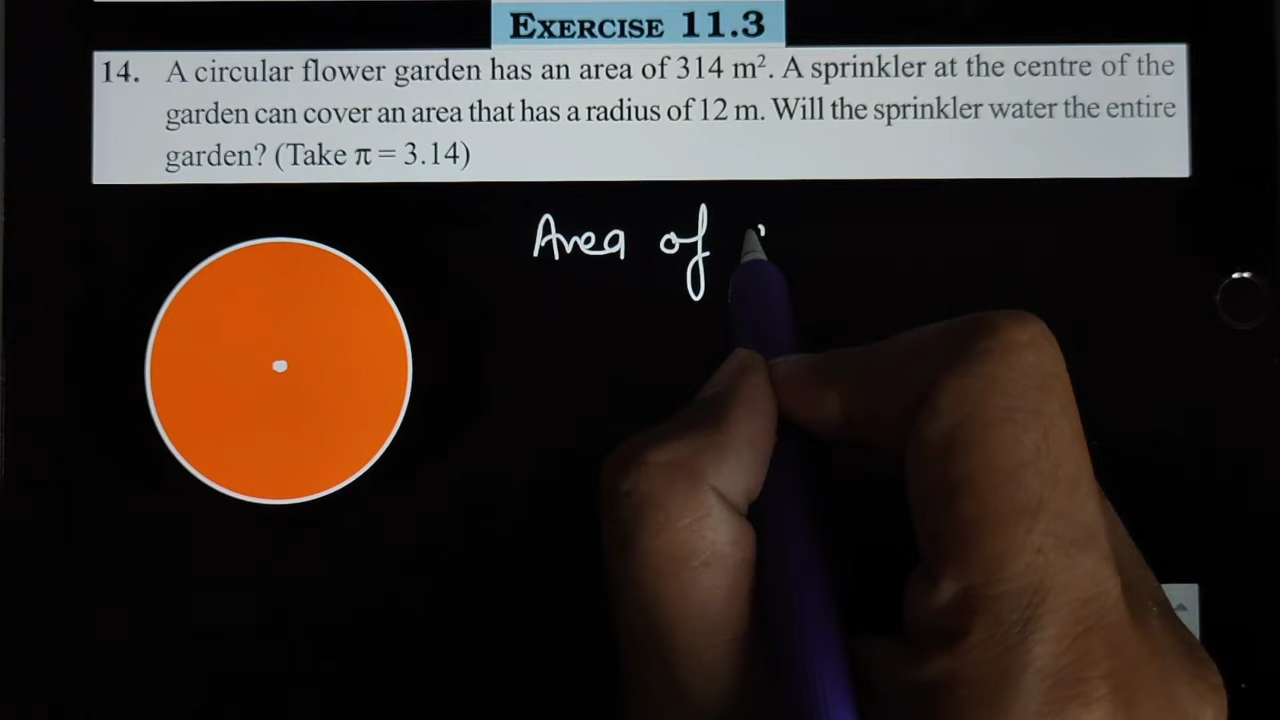 EXERCISE 11.3
14. A circular flower garden has an area of 314 m². A sprinkler at the centre of the
garden can cover an area that has a radius of 12 m. Will the sprinkler water the entire
garden? (Take π = 3.14)
Area of